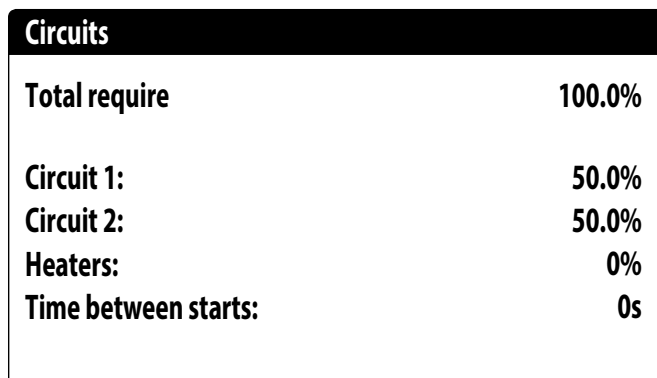 Circuits
Total require 100.0%
Circuit 1: 50.0%
Circuit 2: 50.0%
Heaters: 0%
Time between starts: 0s